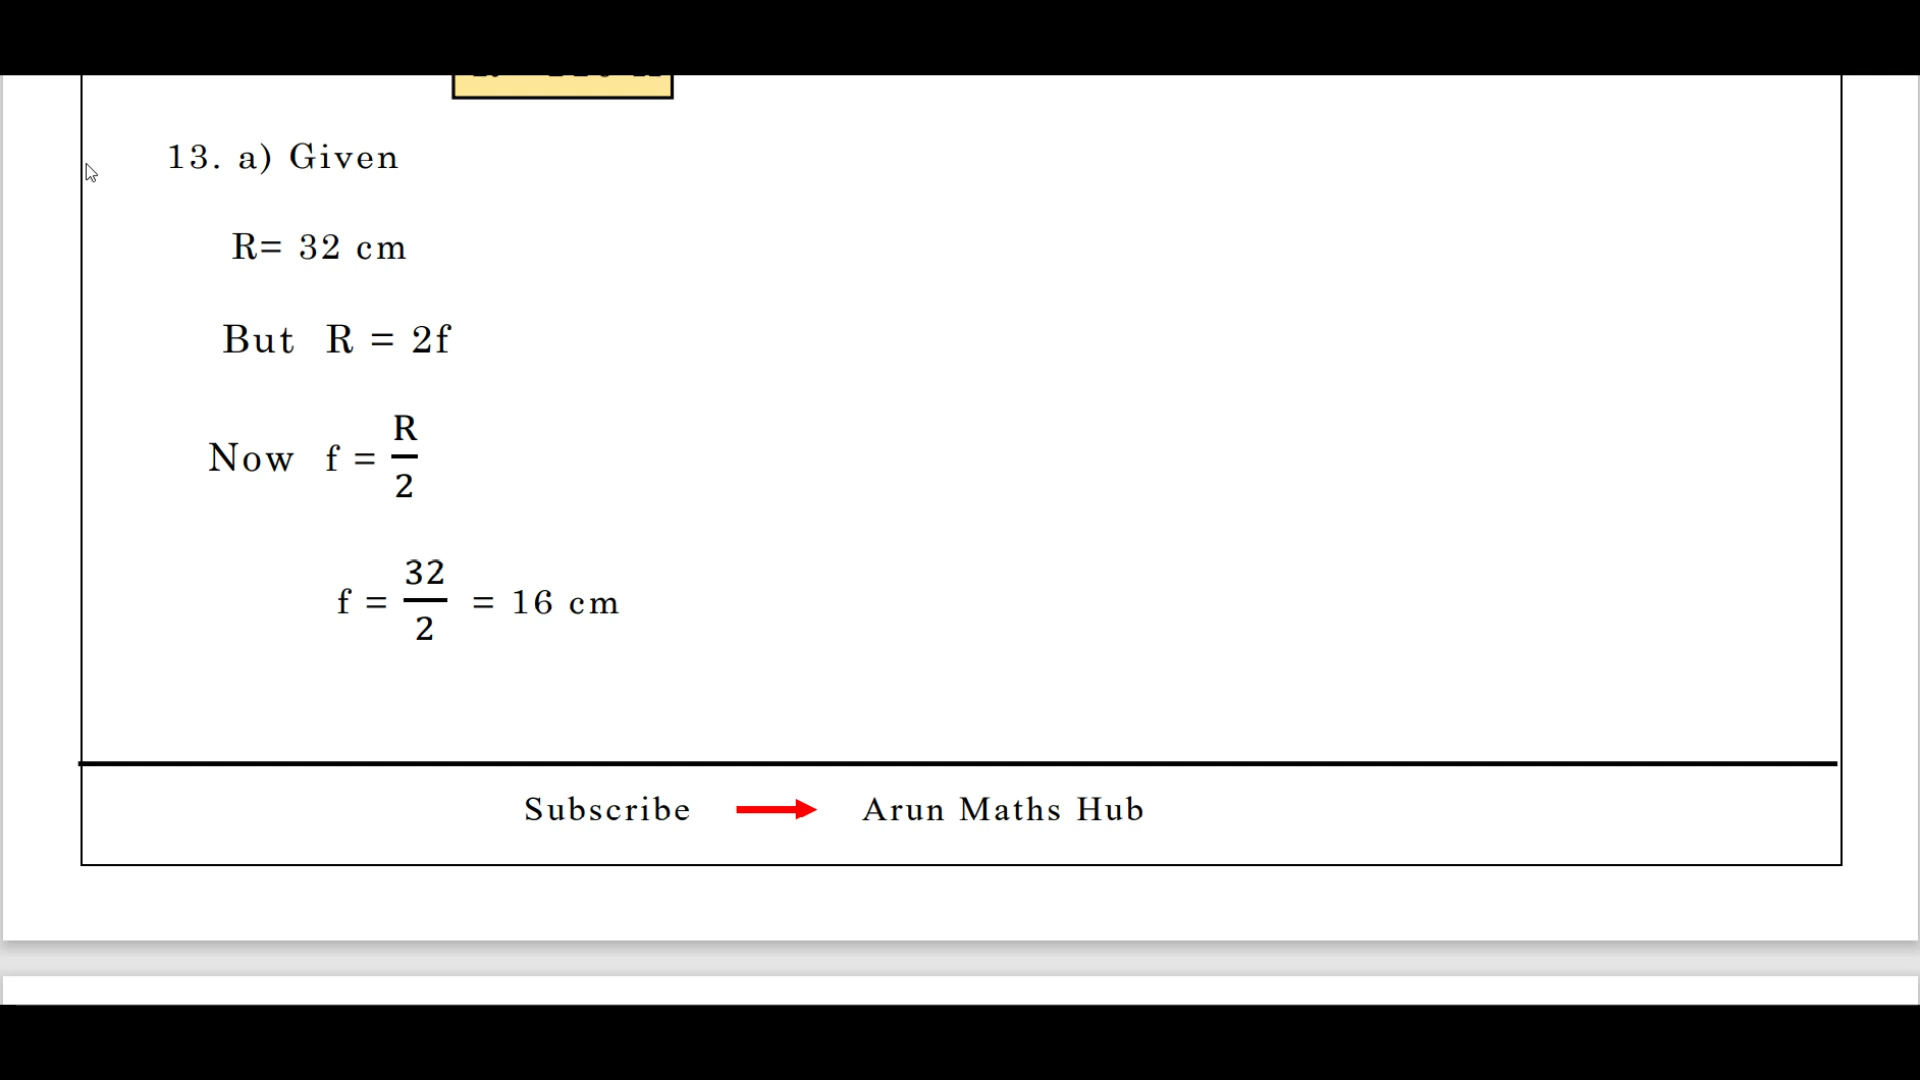 13. a) Given
R= 32 cm
But R = 2f
Now f = R/2
f = 32/2 = 16 cm
Subscribe → Arun Maths Hub